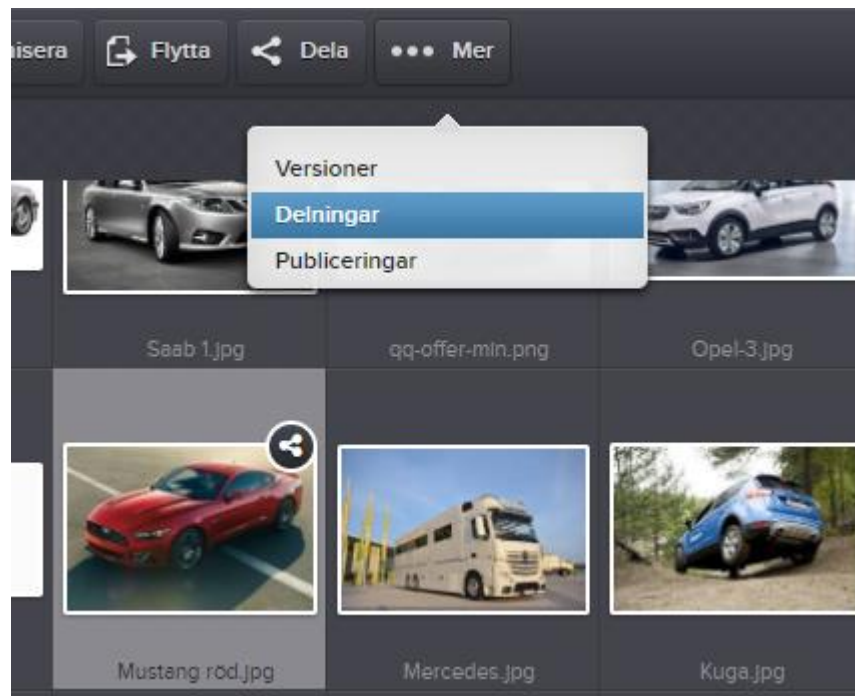 isera Flytta Dela Mer
Versioner
Delningar
Publiceringar
Saab 1.jpg qq-offer-min.png Opel-3.jpg
Mustang röd.jpg Mercedes.jpg Kuga.jpg